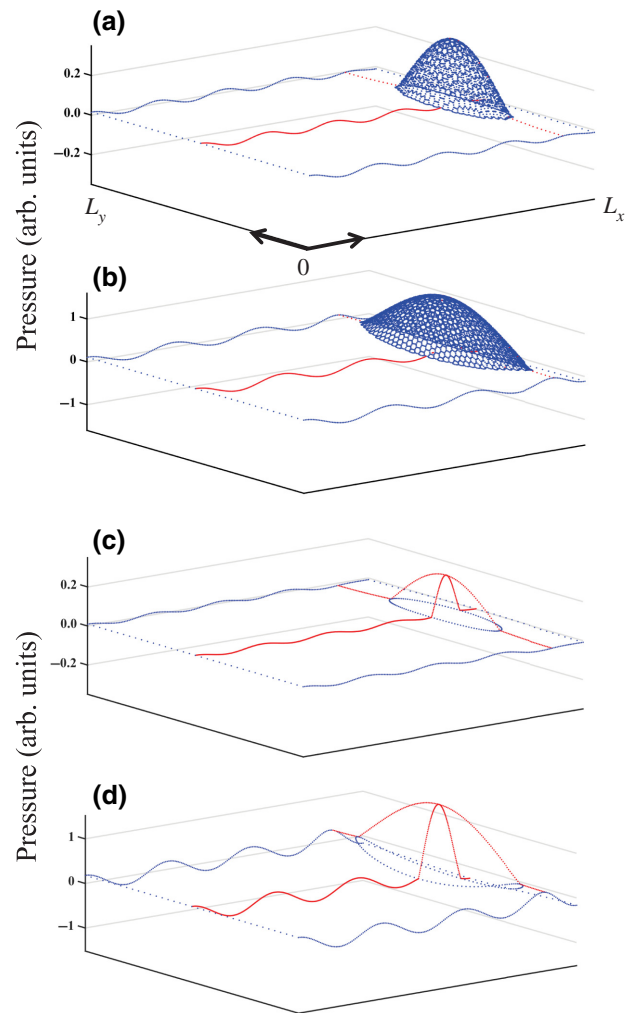 (a)
0.2
0.0
−0.2
Pressure (arb. units)
L_y
0
L_x
(b)
1
0
−1
(c)
0.2
0.0
−0.2
Pressure (arb. units)
(d)
1
0
−1